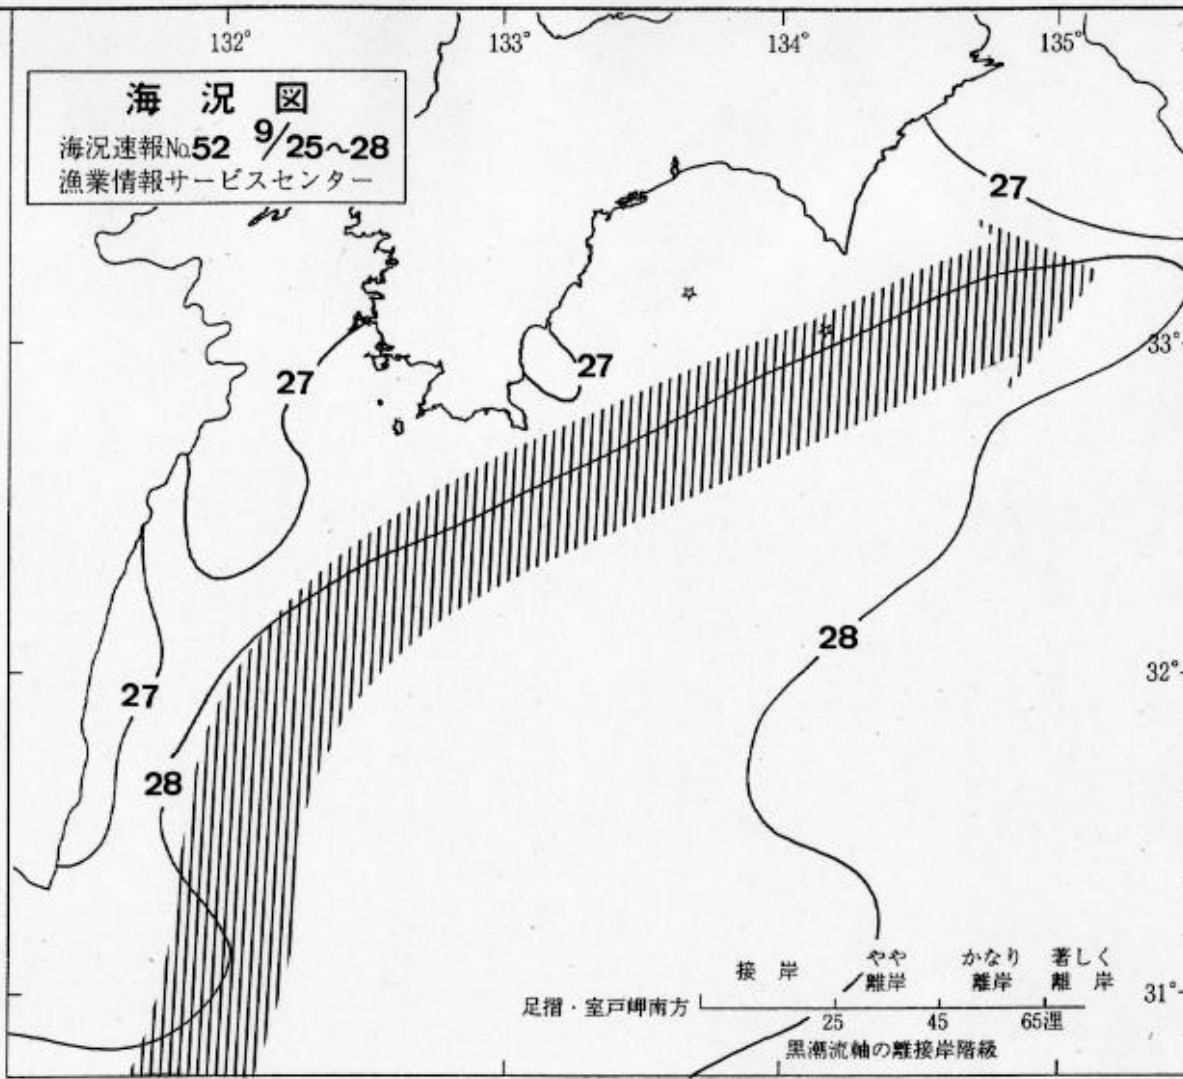 132° 133° 134° 135°
海況図
海況速報No.52 9/25~28
漁業情報サービスセンター
27
27
27
33°
28
32°
27
28
接岸 やや離岸 かなり離岸 著しく離岸
31°
足摺・室戸岬南方
25 45 65浬
黒潮流軸の離接岸階級